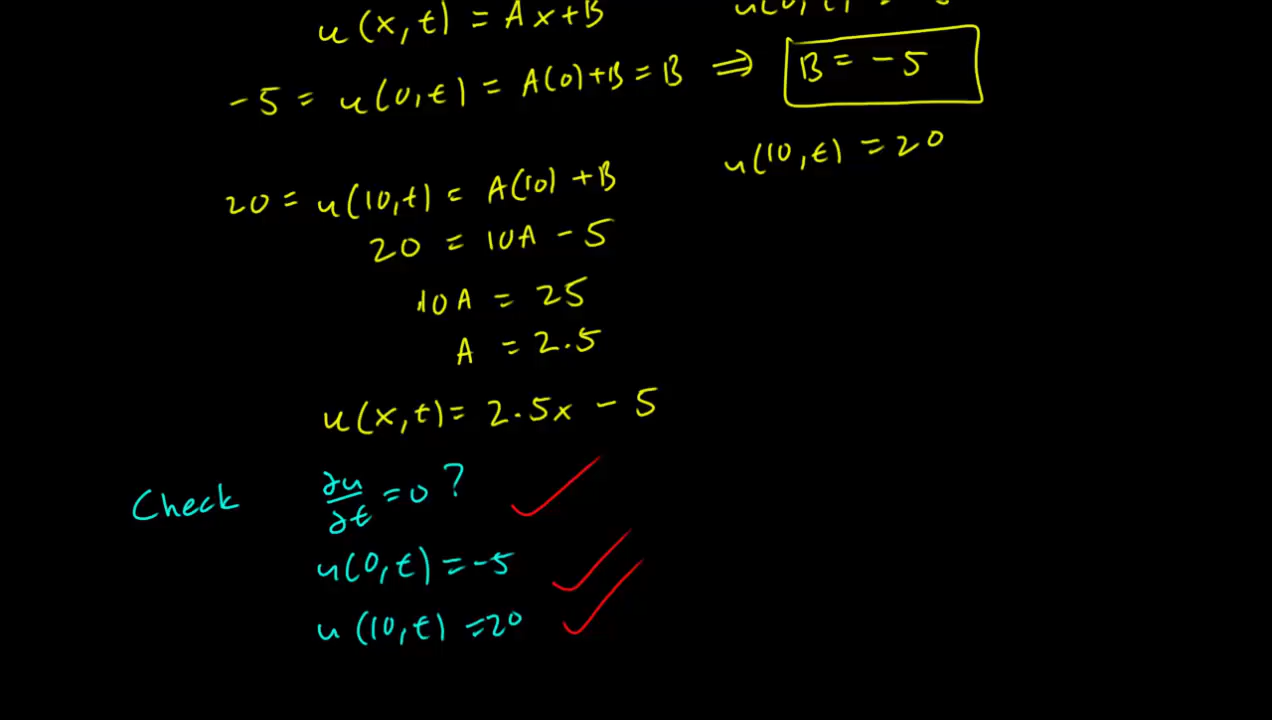 u(x,t) = Ax+B
-5 = u(0,t) = A(0)+B = B ⇒ B = -5
u(10,t) = 20
20 = u(10,t) = A(10) + B
20 = 10A - 5
10A = 25
A = 2.5
u(x,t) = 2.5x - 5
Check ∂u/∂t = 0 ?
u(0,t) = -5
u(10,t) = 20